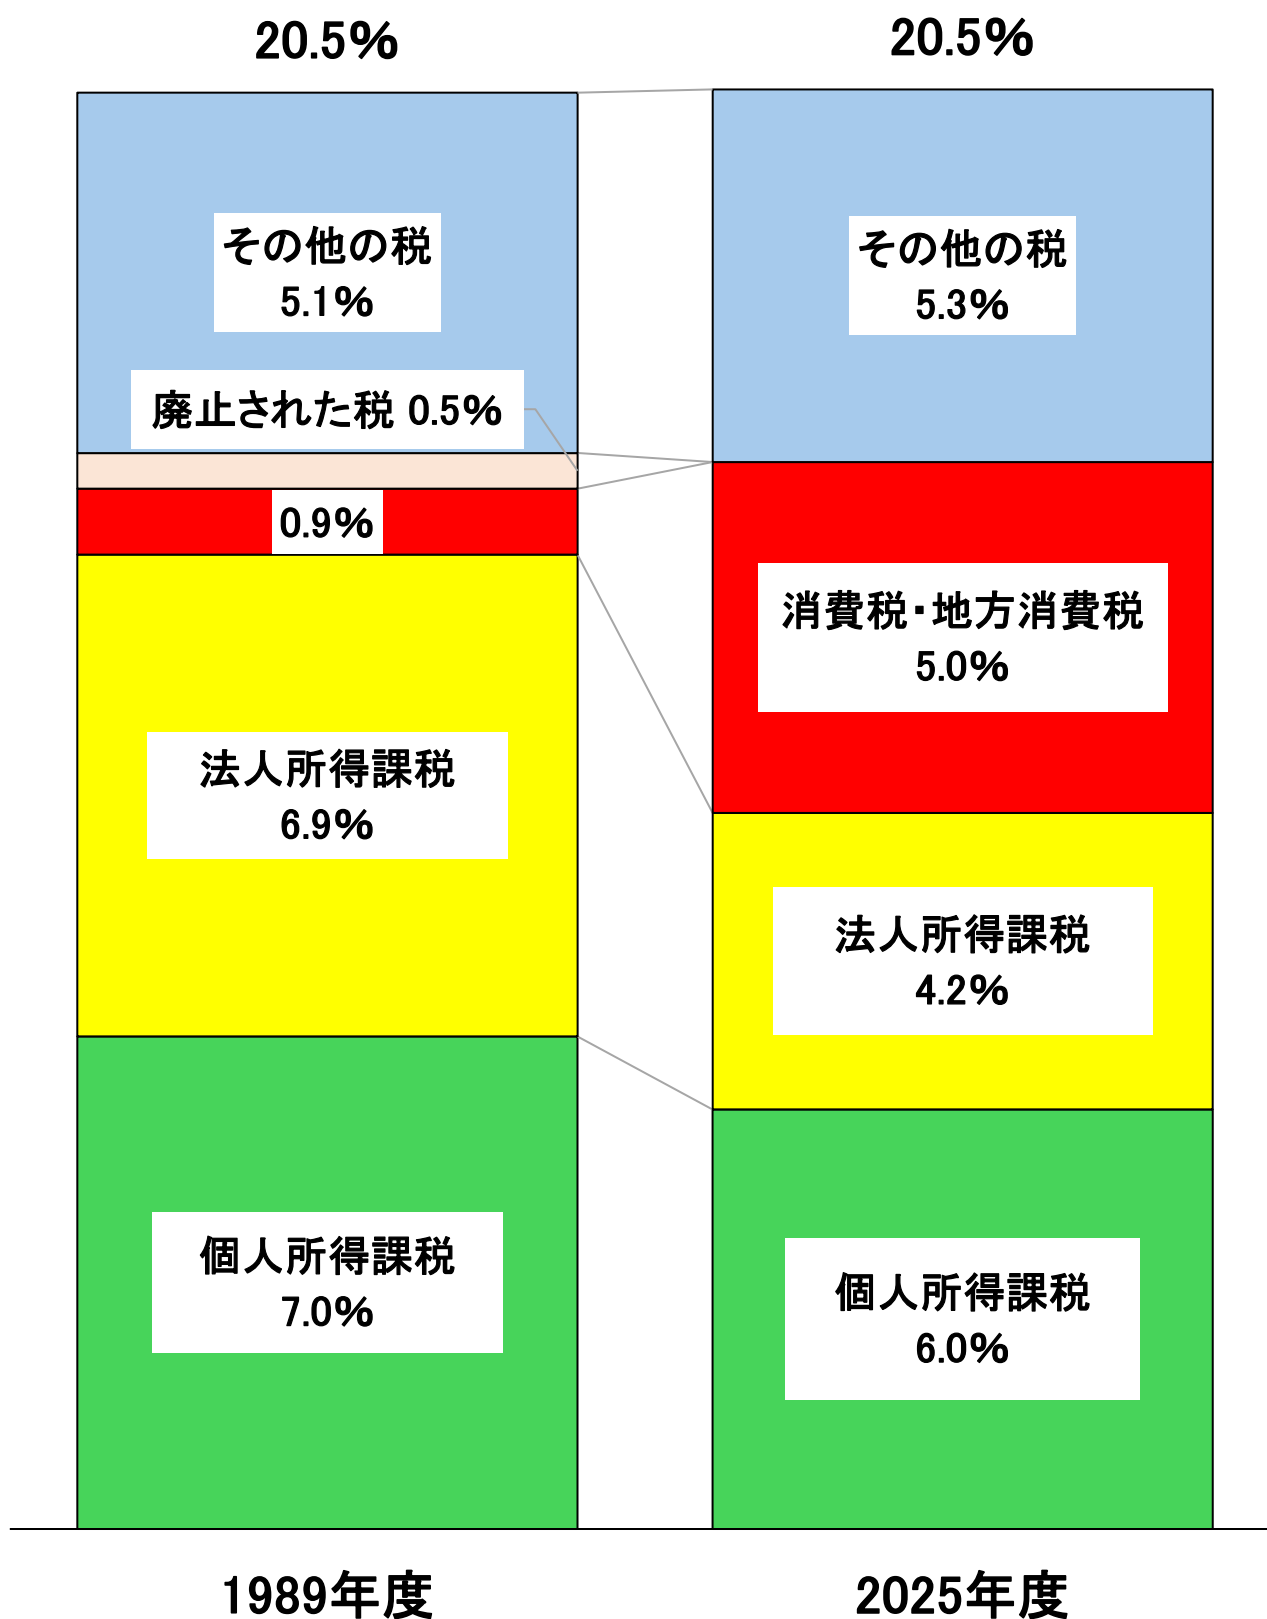 20.5%
その他の税
5.1%
廃止された税 0.5%
0.9%
法人所得課税
6.9%
個人所得課税
7.0%
1989年度
20.5%
その他の税
5.3%
消費税・地方消費税
5.0%
法人所得課税
4.2%
個人所得課税
6.0%
2025年度